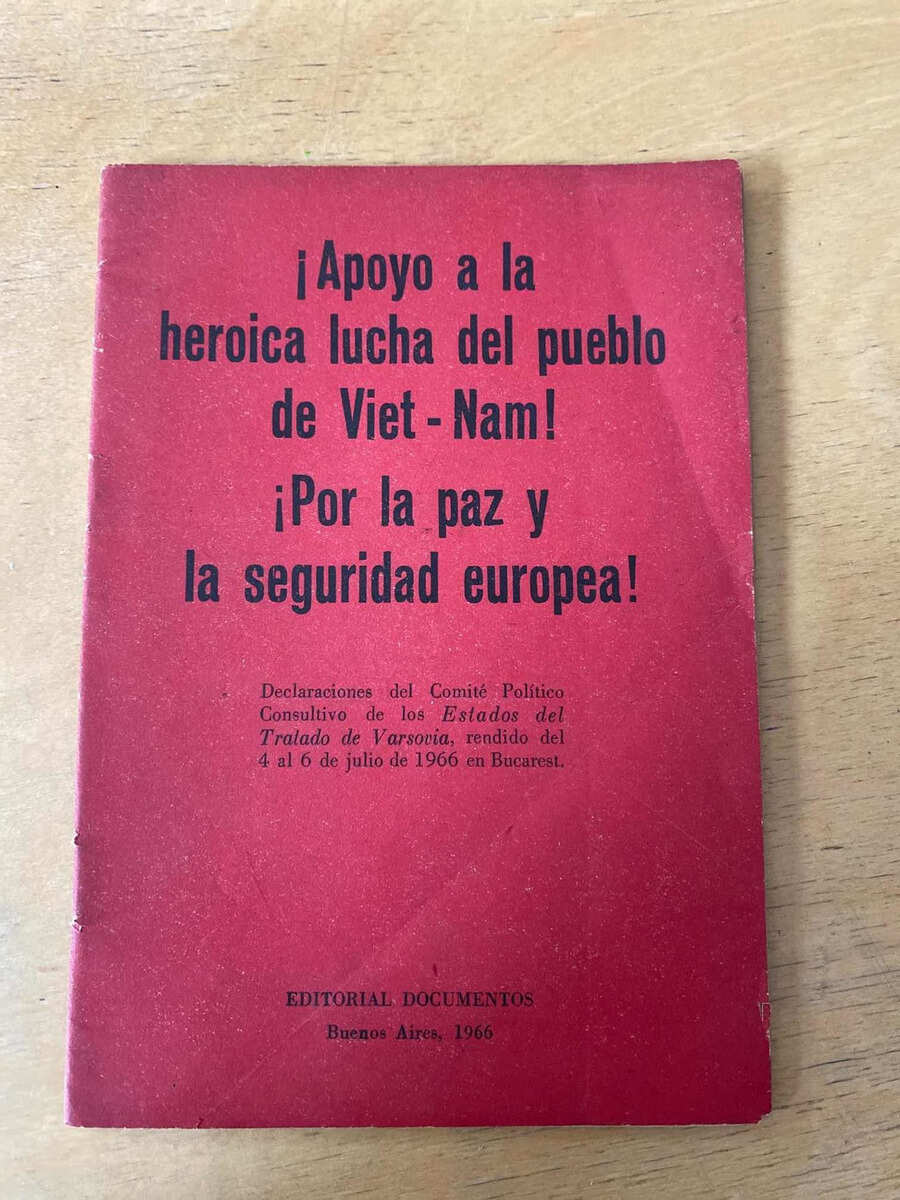 ¡Apoyo a la
heroica lucha del pueblo
de Viet - Nam!
¡Por la paz y
la seguridad europea!
Declaraciones del Comité Político
Consultivo de los Estados del
Tratado de Varsovia, rendido del
4 al 6 de julio de 1966 en Bucarest.
EDITORIAL DOCUMENTOS
Buenos Aires, 1966